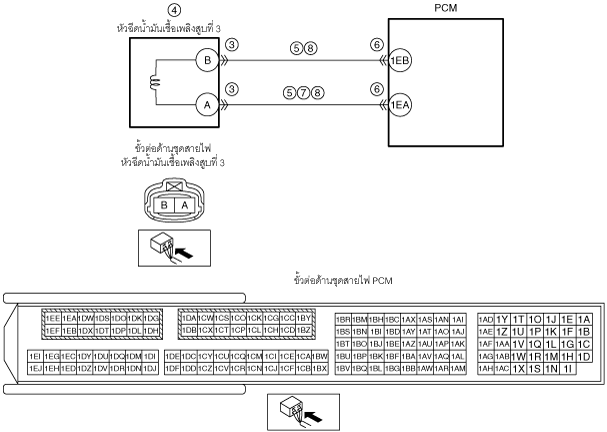 ④
หัวฉีดน้ำมันเชื้อเพลิงสูบที่ 3
PCM
B ③ ⑤⑧ ⑥ 1EB
A ③ ⑤⑦⑧ ⑥ 1EA
ขั้วต่อด้านชุดสายไฟ
หัวฉีดน้ำมันเชื้อเพลิงสูบที่ 3
B A
ขั้วต่อด้านชุดสายไฟ PCM
1EE 1EA 1DW 1DS 1DO 1DK 1DG 1DA 1CW 1CS 1CO 1CK 1CG 1CC 1BY 1BR 1BM 1BH 1BC 1AX 1AS 1AN 1AI 1AD 1Y 1T 1O 1J 1E 1A
1EF 1EB 1DX 1DT 1DP 1DL 1DH 1DB 1CX 1CT 1CP 1CL 1CH 1CD 1BZ 1BS 1BN 1BI 1BD 1AY 1AT 1AO 1AJ 1AE 1Z 1U 1P 1K 1F 1B
1BT 1BO 1BJ 1BE 1AZ 1AU 1AP 1AK 1AF 1AA 1V 1Q 1L 1G 1C
1EI 1EG 1EC 1DY 1DU 1DQ 1DM 1DI 1DE 1DC 1CY 1CU 1CQ 1CM 1CI 1CE 1CA 1BW 1BU 1BP 1BK 1BF 1BA 1AV 1AQ 1AL 1AG 1AB 1W 1R 1M 1H 1D
1EJ 1EH 1ED 1DZ 1DV 1DR 1DN 1DJ 1DF 1DD 1CZ 1CV 1CR 1CN 1CJ 1CF 1CB 1BX 1BV 1BQ 1BL 1BG 1BB 1AW 1AR 1AM 1AH 1AC 1X 1S 1N 1I